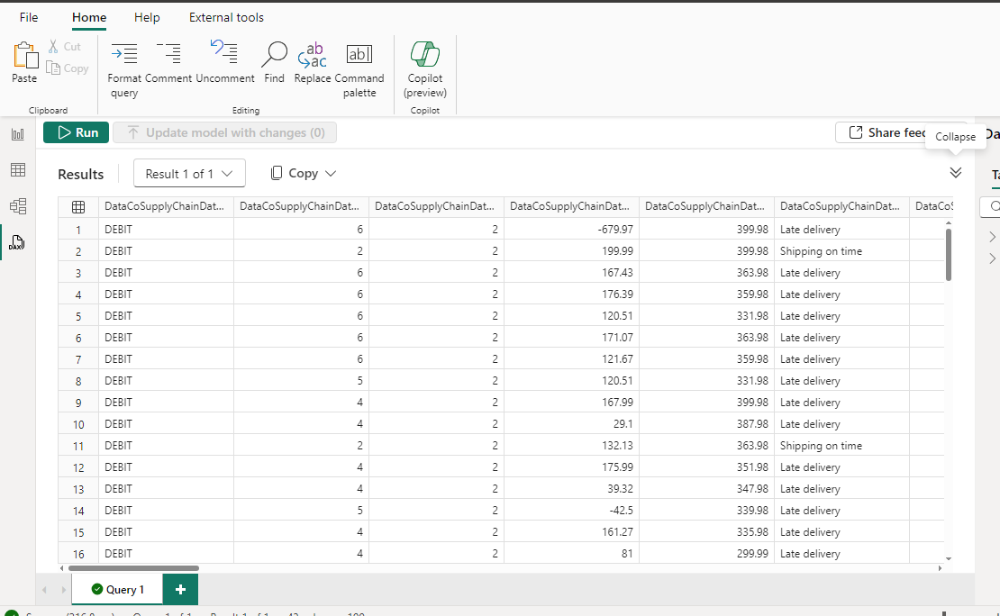 File Home Help External tools
Paste Cut Copy Format query Comment Uncomment Find Replace Command palette Copilot (preview)
Clipboard Editing Copilot
Run Update model with changes (0) Share feed
Collapse
Results Result 1 of 1 Copy
DataCoSupplyChainDat... DataCoSupplyChainDat... DataCoSupplyChainDat... DataCoSupplyChainDat... DataCoSupplyChainDat... DataCoSupplyChainDat... DataCoS
1 DEBIT 6 2 -679.97 399.98 Late delivery
2 DEBIT 2 2 199.99 399.98 Shipping on time
3 DEBIT 6 2 167.43 363.98 Late delivery
4 DEBIT 6 2 176.39 359.98 Late delivery
5 DEBIT 6 2 120.51 331.98 Late delivery
6 DEBIT 6 2 171.07 363.98 Late delivery
7 DEBIT 6 2 121.67 359.98 Late delivery
8 DEBIT 5 2 120.51 331.98 Late delivery
9 DEBIT 4 2 167.99 399.98 Late delivery
10 DEBIT 4 2 29.1 387.98 Late delivery
11 DEBIT 2 2 132.13 363.98 Shipping on time
12 DEBIT 4 2 175.99 351.98 Late delivery
13 DEBIT 4 2 39.32 347.98 Late delivery
14 DEBIT 5 2 -42.5 339.98 Late delivery
15 DEBIT 4 2 161.27 335.98 Late delivery
16 DEBIT 4 2 81 299.99 Late delivery
Query 1